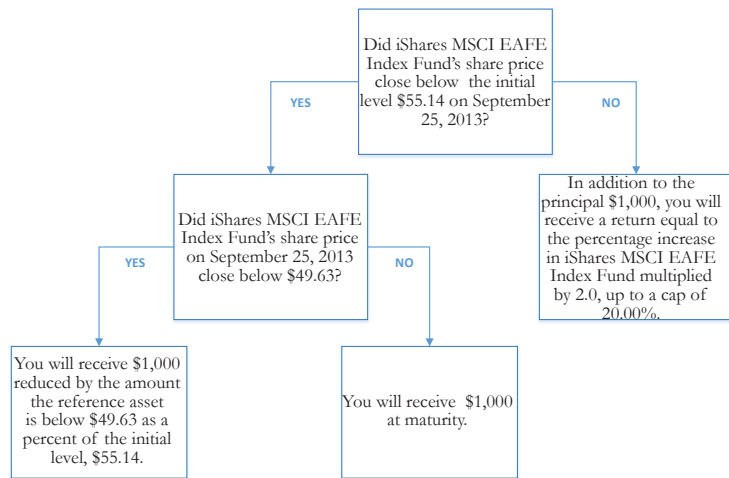 Did iShares MSCI EAFE
Index Fund's share price
close below the initial
level $55.14 on September
25, 2013?
YES
NO
Did iShares MSCI EAFE
Index Fund's share price
on September 25, 2013
close below $49.63?
In addition to the
principal $1,000, you will
receive a return equal to
the percentage increase
in iShares MSCI EAFE
Index Fund multiplied
by 2.0, up to a cap of
20.00%.
YES
NO
You will receive $1,000
reduced by the amount
the reference asset
is below $49.63 as a
percent of the initial
level, $55.14.
You will receive $1,000
at maturity.